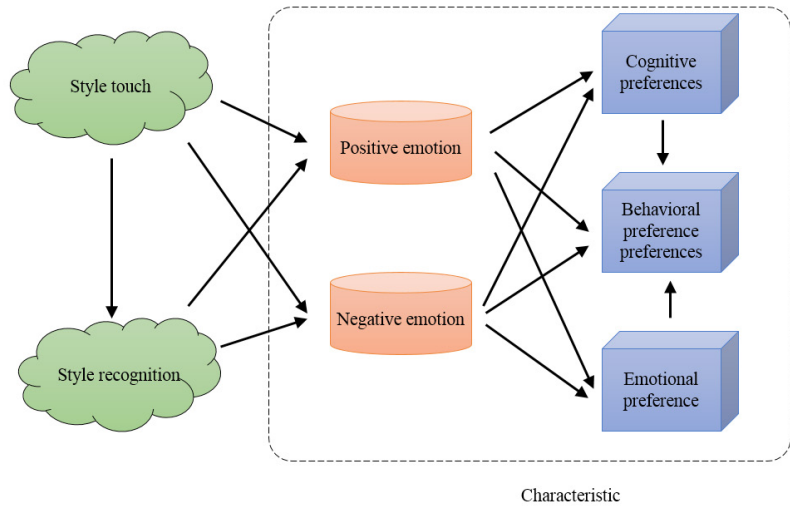 Style touch
Style recognition
Positive emotion
Negative emotion
Cognitive
preferences
Behavioral
preference
preferences
Emotional
preference
Characteristic